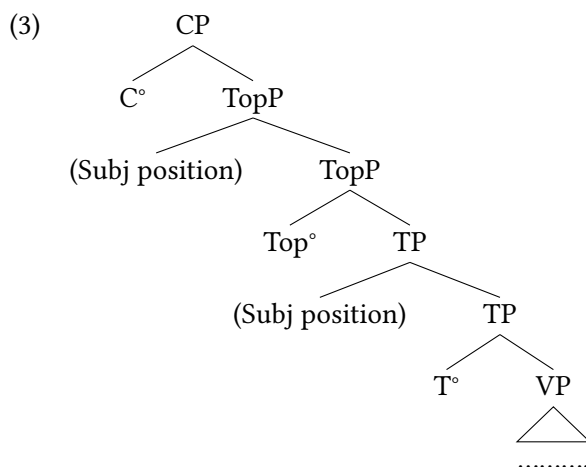 (3) CP
C° TopP
(Subj position) TopP
Top° TP
(Subj position) TP
T° VP
..........